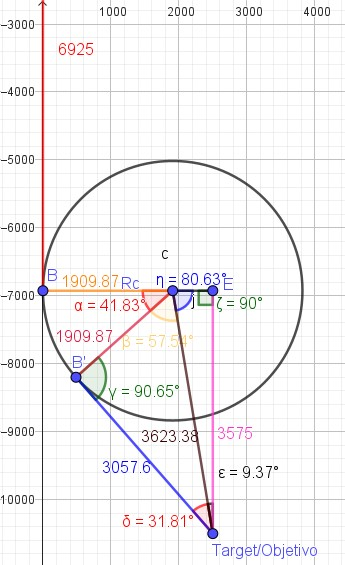 1000 2000 3000 4000
-3000
6925
-4000
-5000
-6000
c
B 1909.87 Rc η = 80.63° E
-7000
α = 41.83° j ζ = 90°
1909.87 β = 57.54°
-8000
B'
γ = 90.65°
-9000
3623.38 3575
3057.6 ε = 9.37°
10000
δ = 31.81°
Target/Objetivo